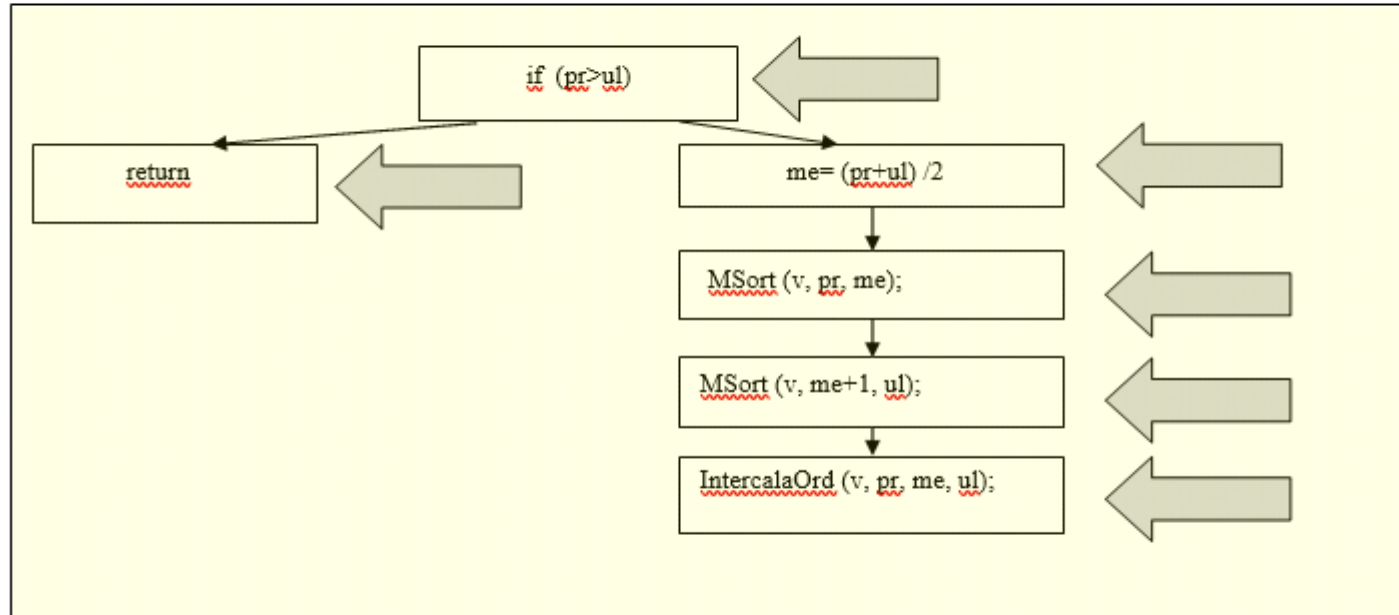 if (pr>ul)
return
me= (pr+ul) /2
MSort (v, pr, me);
MSort (v, me+1, ul);
IntercalaOrd (v, pr, me, ul);